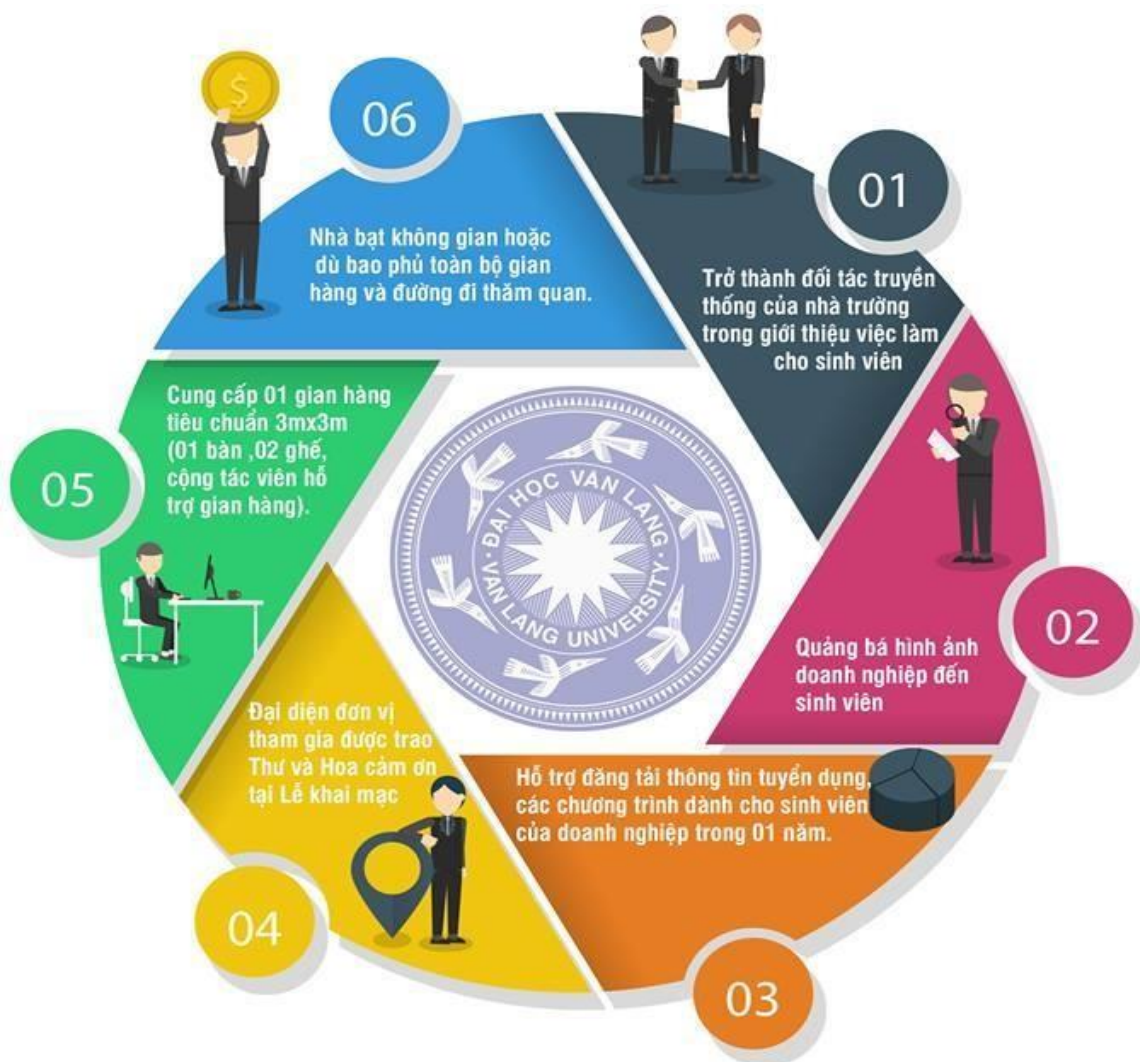 01
Trở thành đối tác truyền
thống của nhà trường
trong giới thiệu việc làm
cho sinh viên
02
Quảng bá hình ảnh
doanh nghiệp đến
sinh viên
03
Hỗ trợ đăng tải thông tin tuyển dụng,
các chương trình dành cho sinh viên
của doanh nghiệp trong 01 năm.
04
Đại diện đơn vị
tham gia được trao
Thư và Hoa cảm ơn
tại Lễ khai mạc
05
Cung cấp 01 gian hàng
tiêu chuẩn 3mx3m
(01 bàn ,02 ghế,
cộng tác viên hỗ
trợ gian hàng).
06
Nhà bạt không gian hoặc
dù bao phủ toàn bộ gian
hàng và đường đi thăm quan.
$
ĐẠI HỌC VĂN LANG
VAN LANG UNIVERSITY